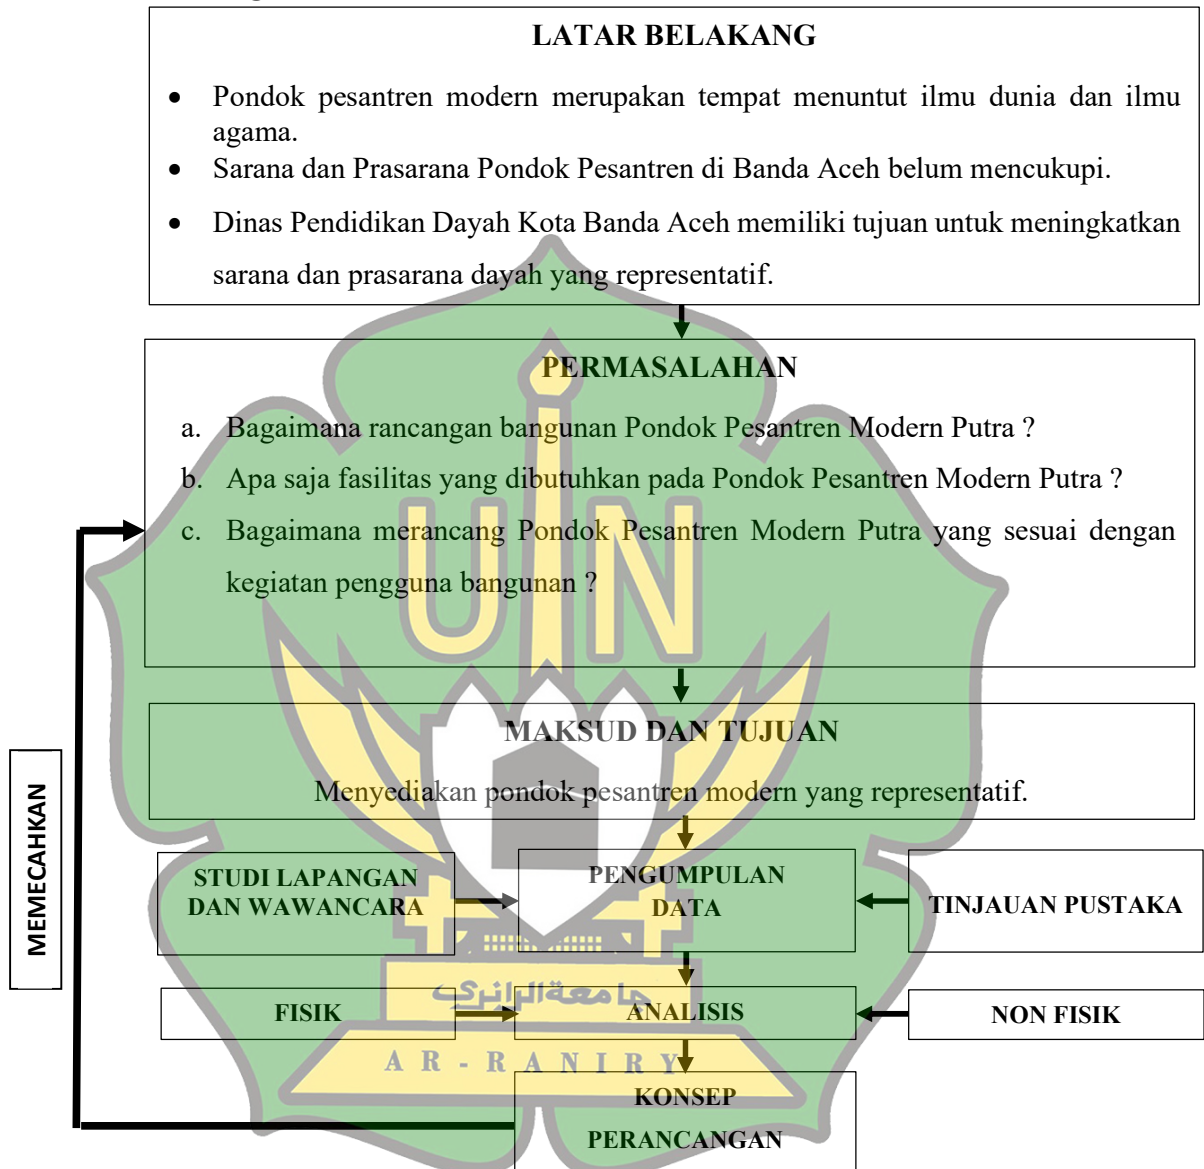 LATAR BELAKANG
• Pondok pesantren modern merupakan tempat menuntut ilmu dunia dan ilmu
agama.
• Sarana dan Prasarana Pondok Pesantren di Banda Aceh belum mencukupi.
• Dinas Pendidikan Dayah Kota Banda Aceh memiliki tujuan untuk meningkatkan
sarana dan prasarana dayah yang representatif.
PERMASALAHAN
a. Bagaimana rancangan bangunan Pondok Pesantren Modern Putra ?
b. Apa saja fasilitas yang dibutuhkan pada Pondok Pesantren Modern Putra ?
c. Bagaimana merancang Pondok Pesantren Modern Putra yang sesuai dengan
kegiatan pengguna bangunan ?
UIN
MAKSUD DAN TUJUAN
Menyediakan pondok pesantren modern yang representatif.
MEMECAHKAN
STUDI LAPANGAN
DAN WAWANCARA
PENGUMPULAN
DATA
TINJAUAN PUSTAKA
جامعة الرانري
FISIK
ANALISIS
NON FISIK
AR-RANIRY
KONSEP
PERANCANGAN